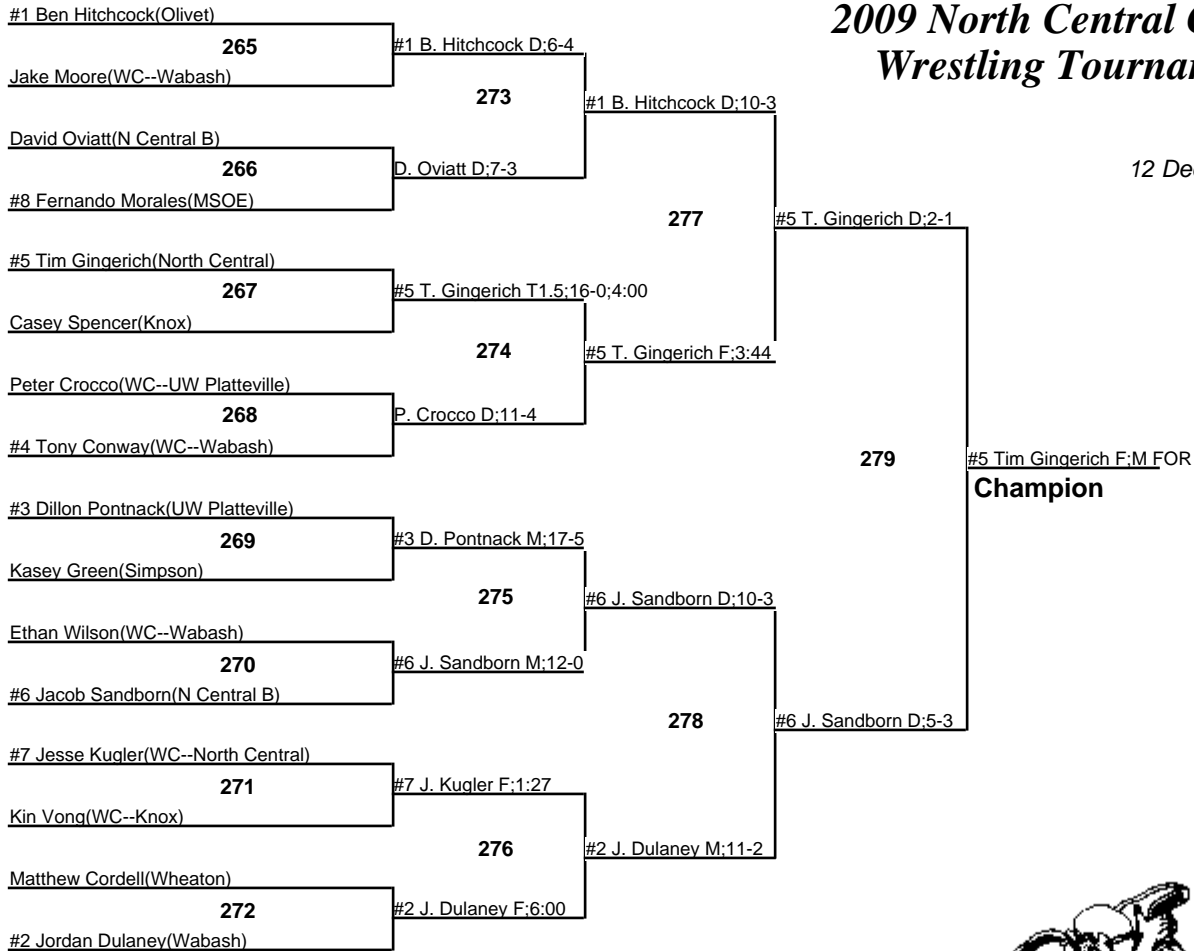 2009 North Central
Wrestling
12
#1 Ben Hitchcock(Olivet)
265
Jake Moore(WC--Wabash)
#1 B. Hitchcock D;6-4
273
David Oviatt(N Central B)
266
#8 Fernando Morales(MSOE)
D. Oviatt D;7-3
#1 B. Hitchcock D;10-3
277
#5 Tim Gingerich(North Central)
267
Casey Spencer(Knox)
#5 T. Gingerich T1.5;16-0;4:00
274
Peter Crocco(WC--UW Platteville)
268
#4 Tony Conway(WC--Wabash)
P. Crocco D;11-4
#5 T. Gingerich F;3:44
#5 T. Gingerich D;2-1
279
#3 Dillon Pontnack(UW Platteville)
269
Kasey Green(Simpson)
#3 D. Pontnack M;17-5
275
Ethan Wilson(WC--Wabash)
270
#6 Jacob Sandborn(N Central B)
#6 J. Sandborn M;12-0
#6 J. Sandborn D;10-3
278
#7 Jesse Kugler(WC--North Central)
271
Kin Vong(WC--Knox)
#7 J. Kugler F;1:27
276
Matthew Cordell(Wheaton)
272
#2 Jordan Dulaney(Wabash)
#2 J. Dulaney F;6:00
#2 J. Dulaney M;11-2
#6 J. Sandborn D;5-3
#5 Tim Gingerich F;M FOR
Champion